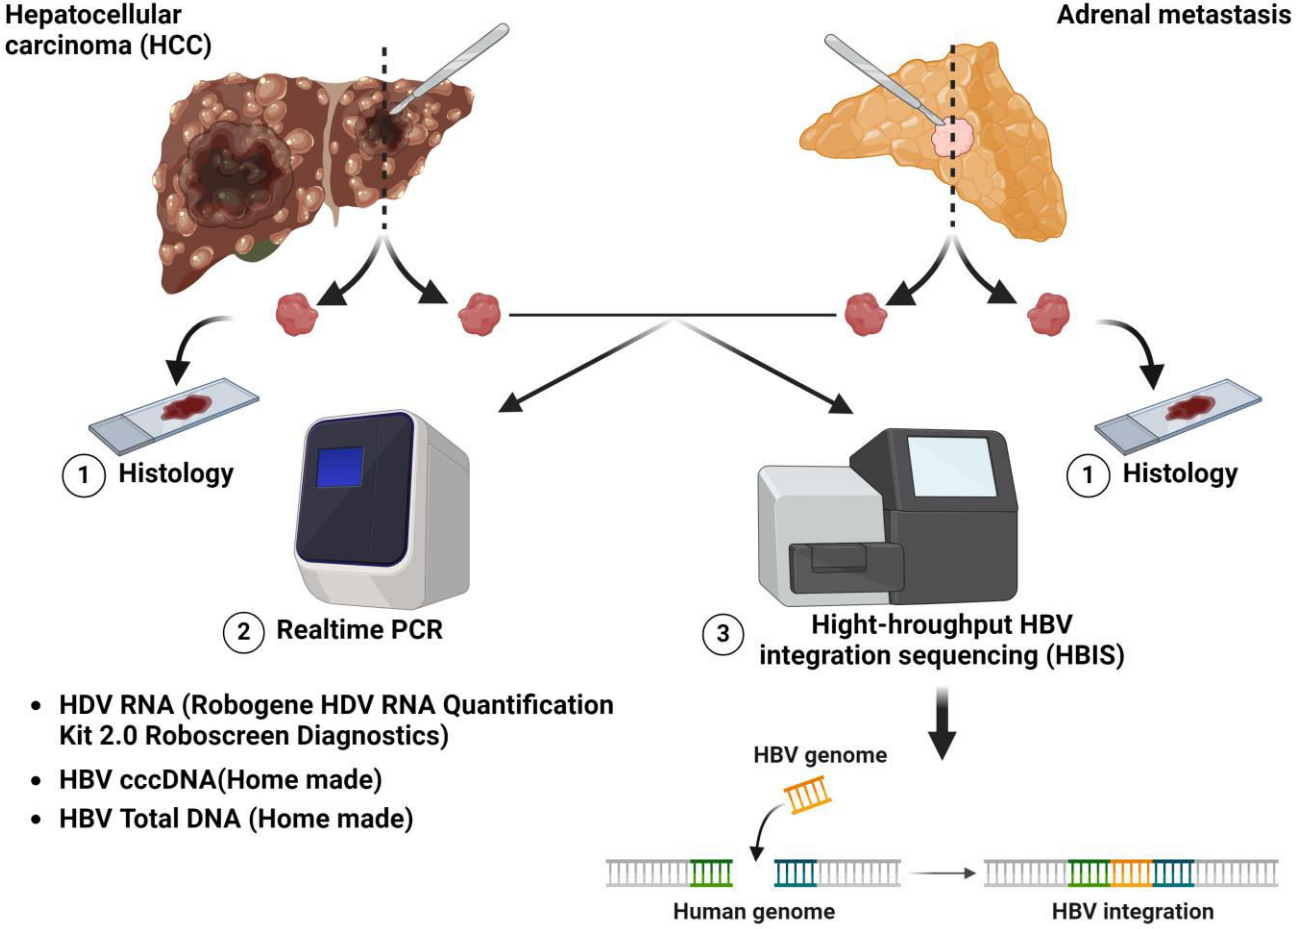 Hepatocellular
carcinoma (HCC)
Adrenal metastasis
1 Histology
1 Histology
2 Realtime PCR
3 Hight-hroughput HBV
integration sequencing (HBIS)
• HDV RNA (Robogene HDV RNA Quantification
Kit 2.0 Roboscreen Diagnostics)
• HBV cccDNA(Home made)
• HBV Total DNA (Home made)
HBV genome
Human genome
HBV integration